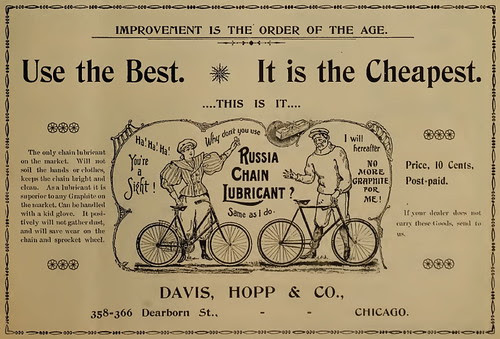 IMPROVEMENT IS THE ORDER OF THE AGE.
Use the Best. It is the Cheapest.
....THIS IS IT....
The only chain lubricant
on the market. Will not
soil the hands or clothes,
keeps the chain bright and
clean. As a lubricant it is
superior to any Graphite on
the market. Can be handled
with a kid glove. It posi-
tively will not gather dust,
and will save wear on the
chain and sprocket wheel.
Ha! Ha! Ha!
You're
a
Sight!
Why don't you use
RUSSIA
CHAIN
LUBRICANT?
Same as I do.
I will
hereafter
NO
MORE
GRAPHITE
FOR
ME!
Price, 10 Cents,
Post-paid.
If your dealer does not
carry these Goods, send to
us.
DAVIS, HOPP & CO.,
358-366 Dearborn St., - - CHICAGO.